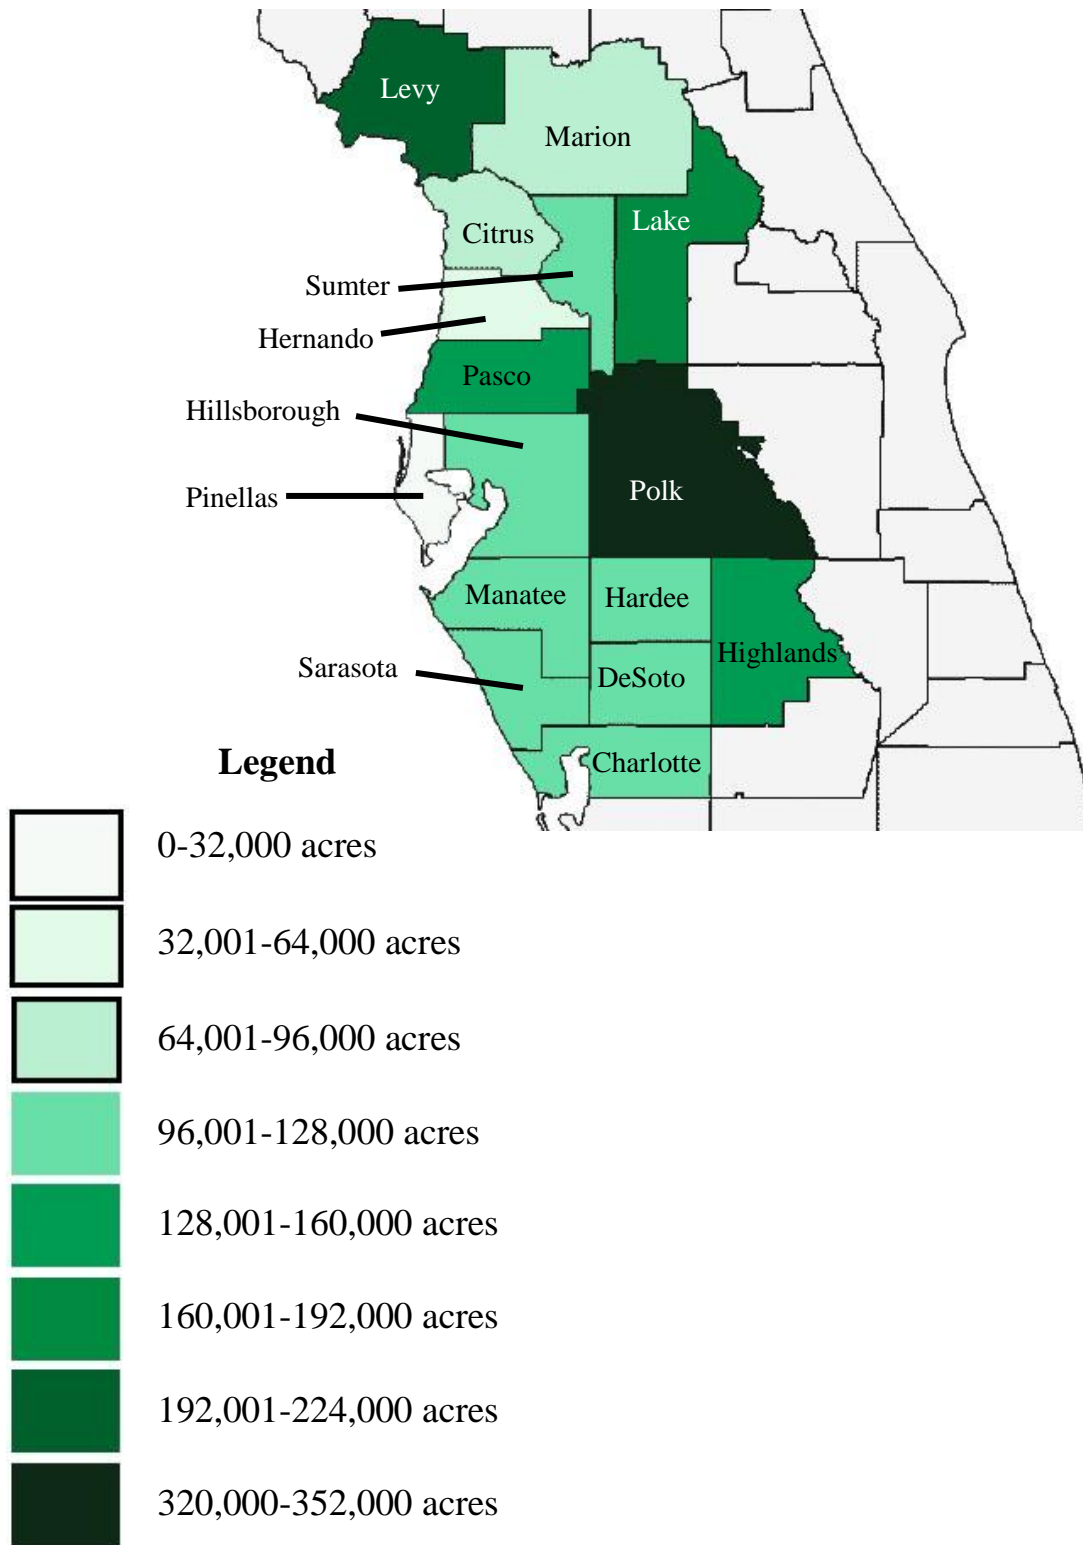 Levy
Marion
Lake
Citrus
Sumter
Hernando
Pasco
Hillsborough
Pinellas
Polk
Manatee
Hardee
Highlands
Sarasota
DeSoto
Charlotte
Legend
0-32,000 acres
32,001-64,000 acres
64,001-96,000 acres
96,001-128,000 acres
128,001-160,000 acres
160,001-192,000 acres
192,001-224,000 acres
320,000-352,000 acres